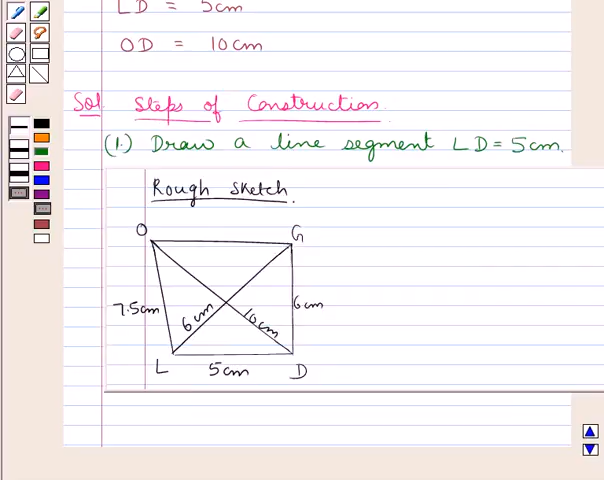 LD = 5cm
OD = 10cm
Sol Steps of Construction
(1.) Draw a line segment LD = 5cm.
Rough Sketch.
O G
7.5cm 6cm 10cm 6cm
L 5cm D